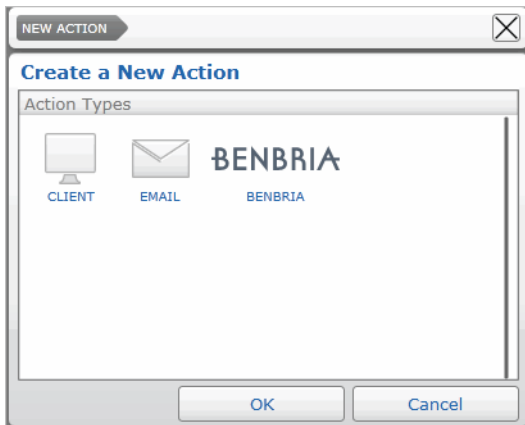 NEW ACTION
Create a New Action
Action Types
BENBRIA
CLIENT EMAIL BENBRIA
OK Cancel